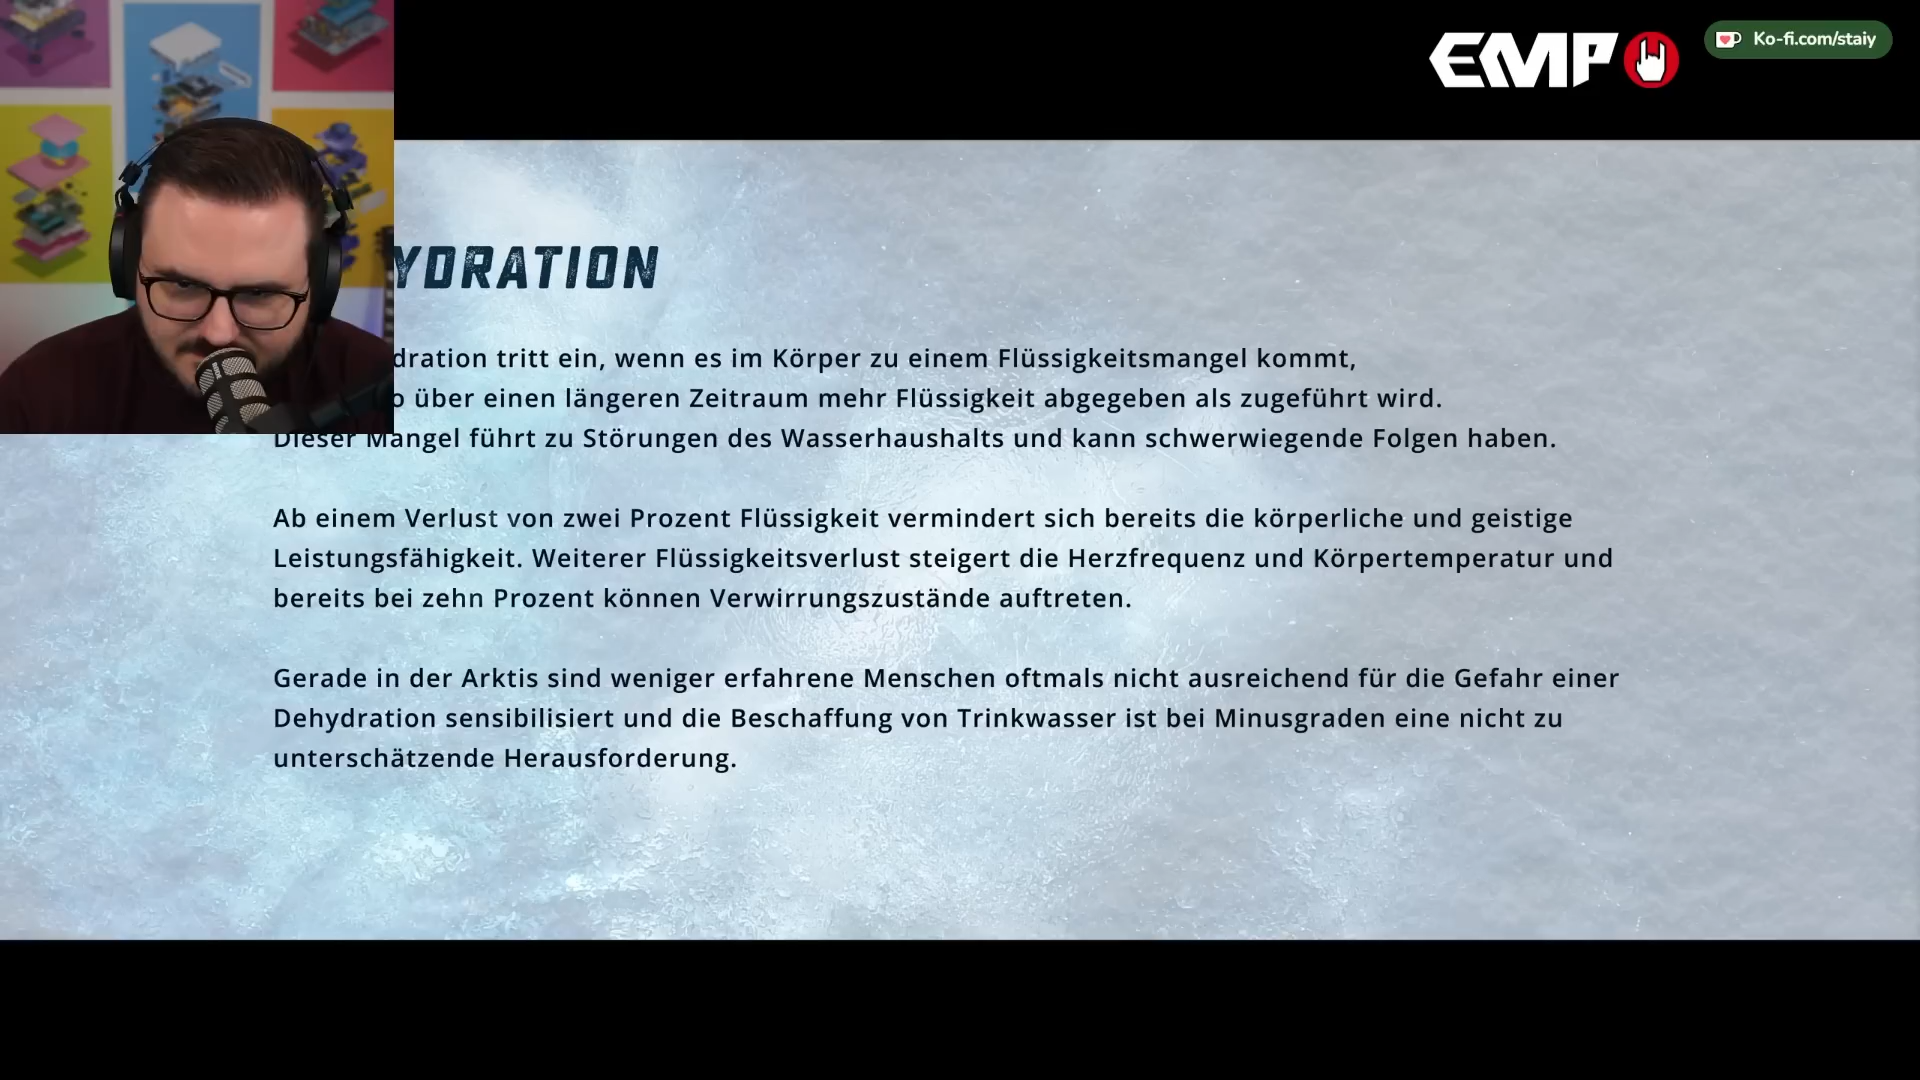 EMP
Ko-fi.com/staiy
YDRATION
dration tritt ein, wenn es im Körper zu einem Flüssigkeitsmangel kommt,
o über einen längeren Zeitraum mehr Flüssigkeit abgegeben als zugeführt wird.
Dieser Mangel führt zu Störungen des Wasserhaushalts und kann schwerwiegende Folgen haben.
Ab einem Verlust von zwei Prozent Flüssigkeit vermindert sich bereits die körperliche und geistige
Leistungsfähigkeit. Weiterer Flüssigkeitsverlust steigert die Herzfrequenz und Körpertemperatur und
bereits bei zehn Prozent können Verwirrungszustände auftreten.
Gerade in der Arktis sind weniger erfahrene Menschen oftmals nicht ausreichend für die Gefahr einer
Dehydration sensibilisiert und die Beschaffung von Trinkwasser ist bei Minusgraden eine nicht zu
unterschätzende Herausforderung.